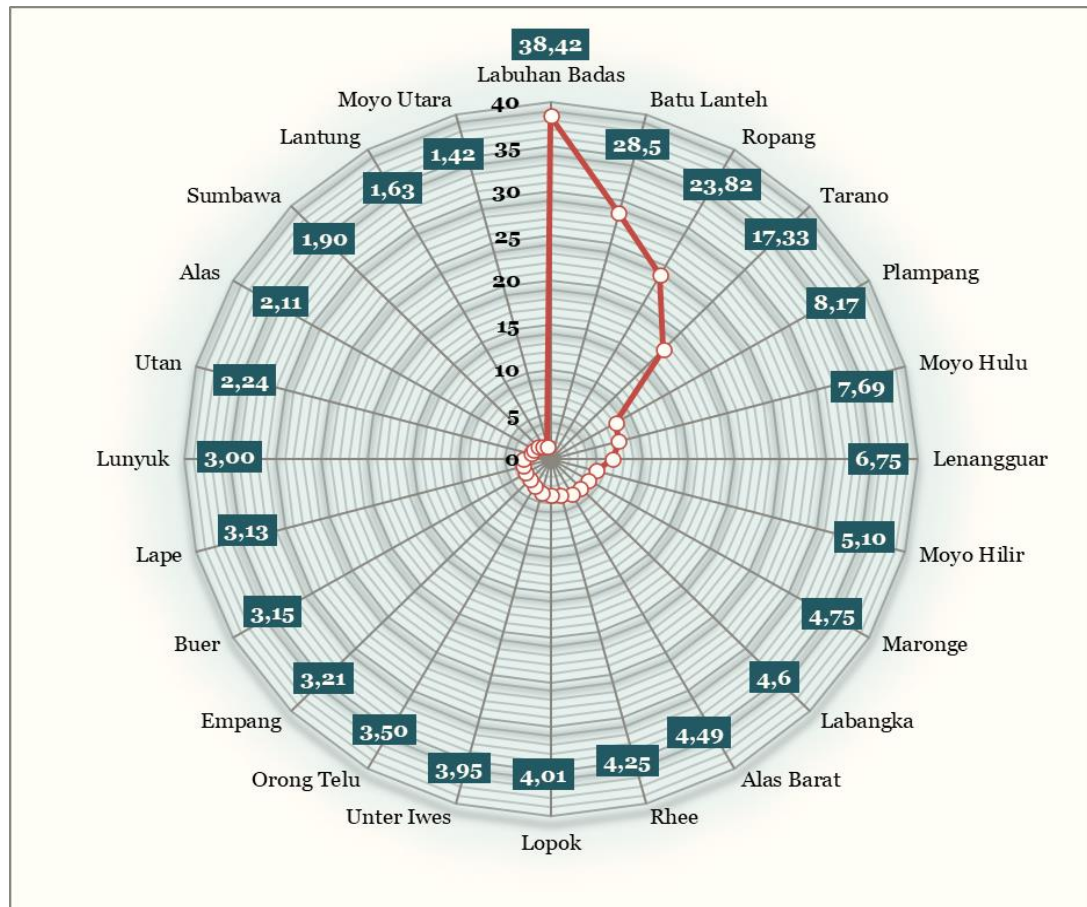 38,42
Labuhan Badas
Batu Lanteh
28,5
Ropang
23,82
Tarano
17,33
Plampang
8,17
Moyo Hulu
7,69
Lenangguar
6,75
Moyo Hilir
5,10
Maronge
4,75
Labangka
4,6
Alas Barat
4,49
Rhee
4,25
Lopok
4,01
Unter Iwes
3,95
Orong Telu
3,50
Empang
3,21
Buer
3,15
Lape
3,13
Lunyuk
3,00
Utan
2,24
Alas
2,11
Sumbawa
1,90
Lantung
1,63
Moyo Utara
1,42
40
35
30
25
20
15
10
5
0